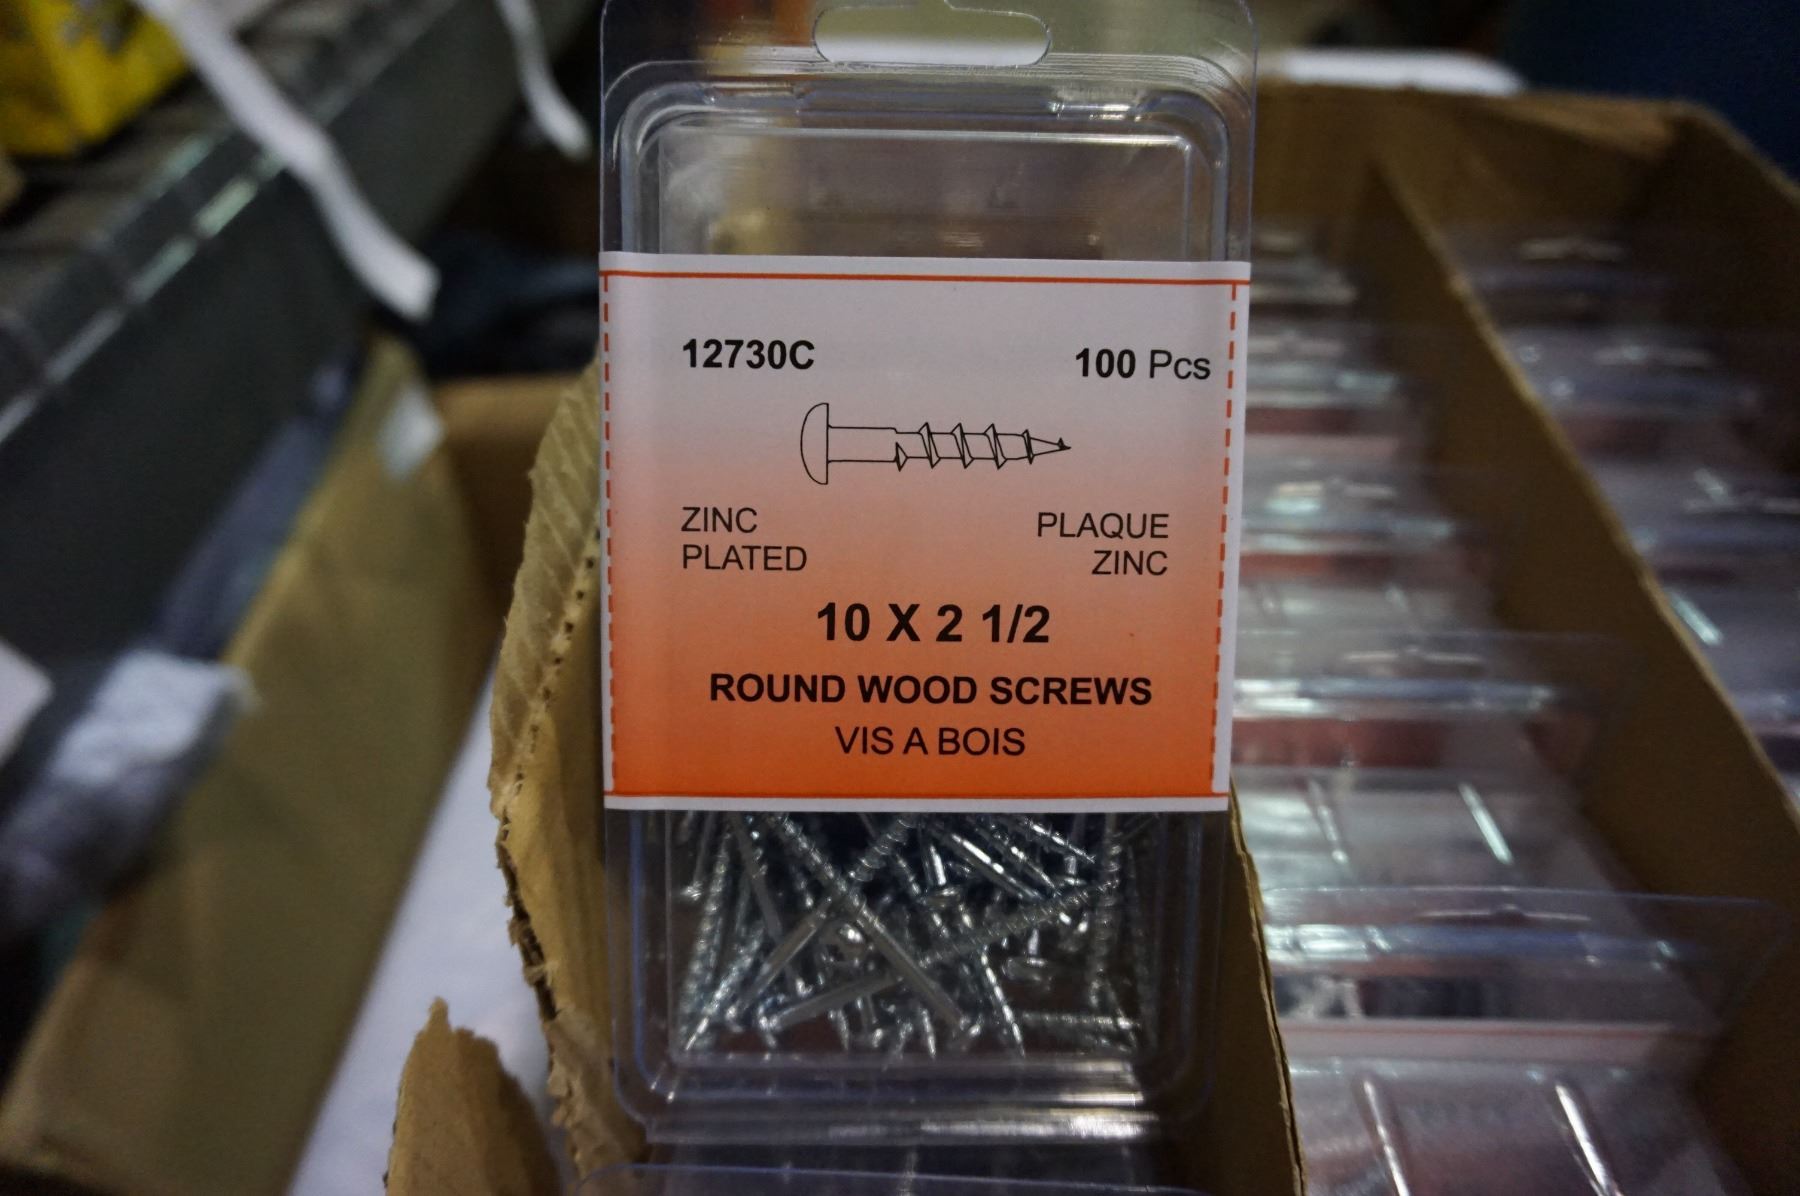 12730C 100 Pcs
ZINC PLATED
PLAQUE ZINC
10 X 2 1/2
ROUND WOOD SCREWS
VIS A BOIS